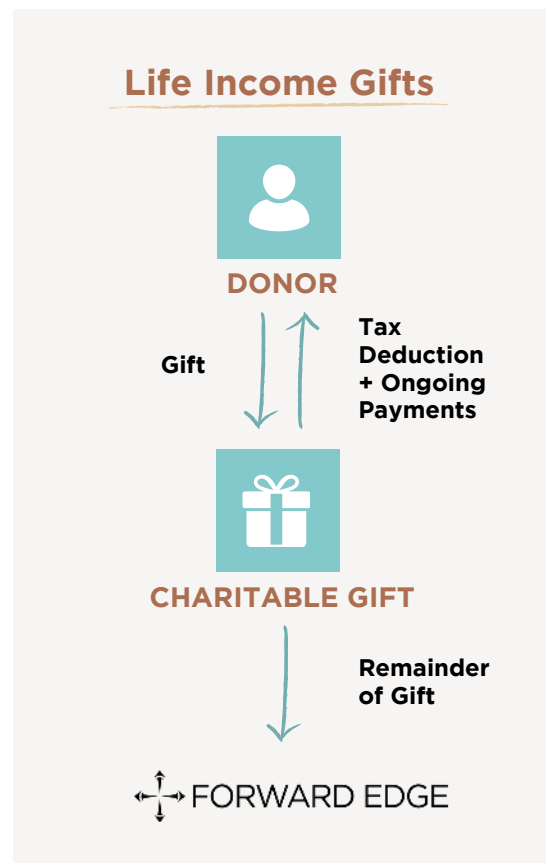 Life Income Gifts
DONOR
Gift
Tax
Deduction
+ Ongoing
Payments
CHARITABLE GIFT
Remainder
of Gift
FORWARD EDGE